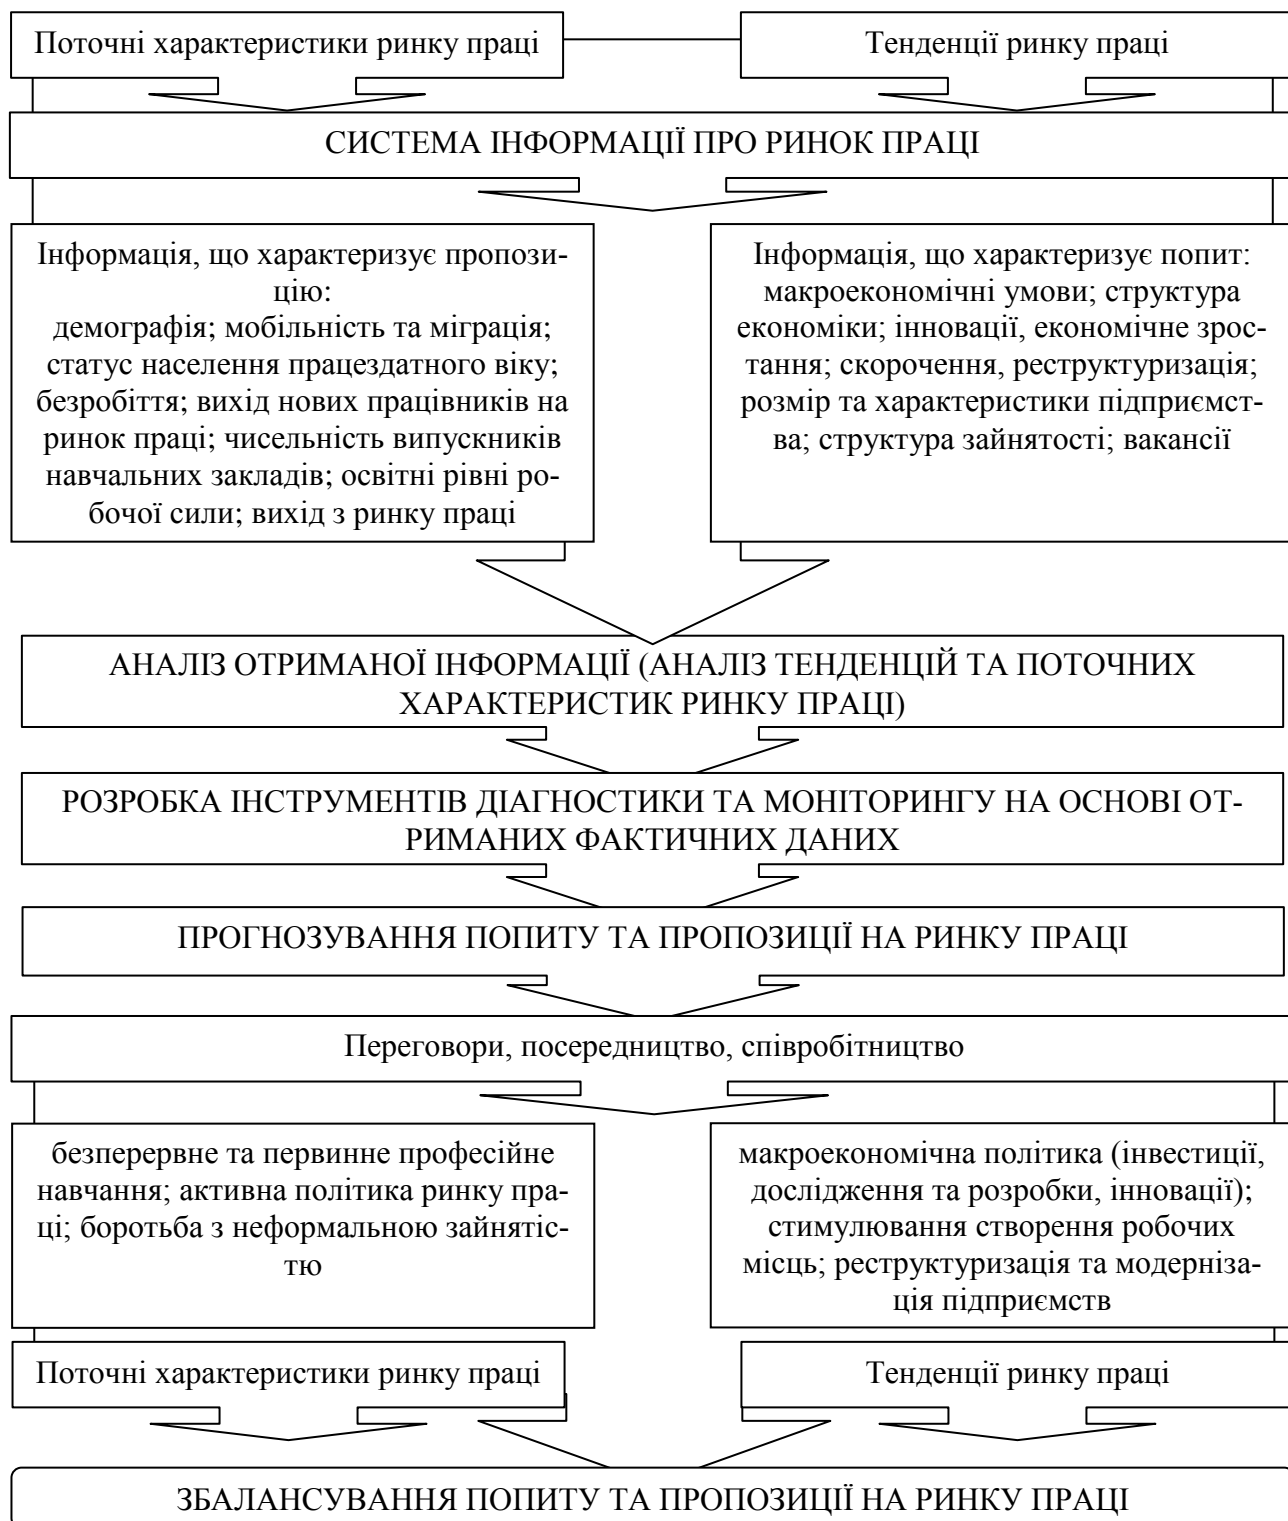 Поточні характеристики ринку праці
Тенденції ринку праці
СИСТЕМА ІНФОРМАЦІЇ ПРО РИНОК ПРАЦІ
Інформація, що характеризує пропози-
цію:
демографія; мобільність та міграція;
статус населення працездатного віку;
безробіття; вихід нових працівників на
ринок праці; чисельність випускників
навчальних закладів; освітні рівні ро-
бочої сили; вихід з ринку праці
Інформація, що характеризує попит:
макроекономічні умови; структура
економіки; інновації, економічне зрос-
тання; скорочення, реструктуризація;
розмір та характеристики підприємст-
ва; структура зайнятості; вакансії
АНАЛІЗ ОТРИМАНОЇ ІНФОРМАЦІЇ (АНАЛІЗ ТЕНДЕНЦІЙ ТА ПОТОЧНИХ
ХАРАКТЕРИСТИК РИНКУ ПРАЦІ)
РОЗРОБКА ІНСТРУМЕНТІВ ДІАГНОСТИКИ ТА МОНІТОРИНГУ НА ОСНОВІ ОТ-
РИМАНИХ ФАКТИЧНИХ ДАНИХ
ПРОГНОЗУВАННЯ ПОПИТУ ТА ПРОПОЗИЦІЇ НА РИНКУ ПРАЦІ
Переговори, посередництво, співробітництво
безперервне та первинне професійне
навчання; активна політика ринку пра-
ці; боротьба з неформальною зайнятіс-
тю
макроекономічна політика (інвестиції,
дослідження та розробки, інновації);
стимулювання створення робочих
місць; реструктуризація та модерніза-
ція підприємств
Поточні характеристики ринку праці
Тенденції ринку праці
ЗБАЛАНСУВАННЯ ПОПИТУ ТА ПРОПОЗИЦІЇ НА РИНКУ ПРАЦІ